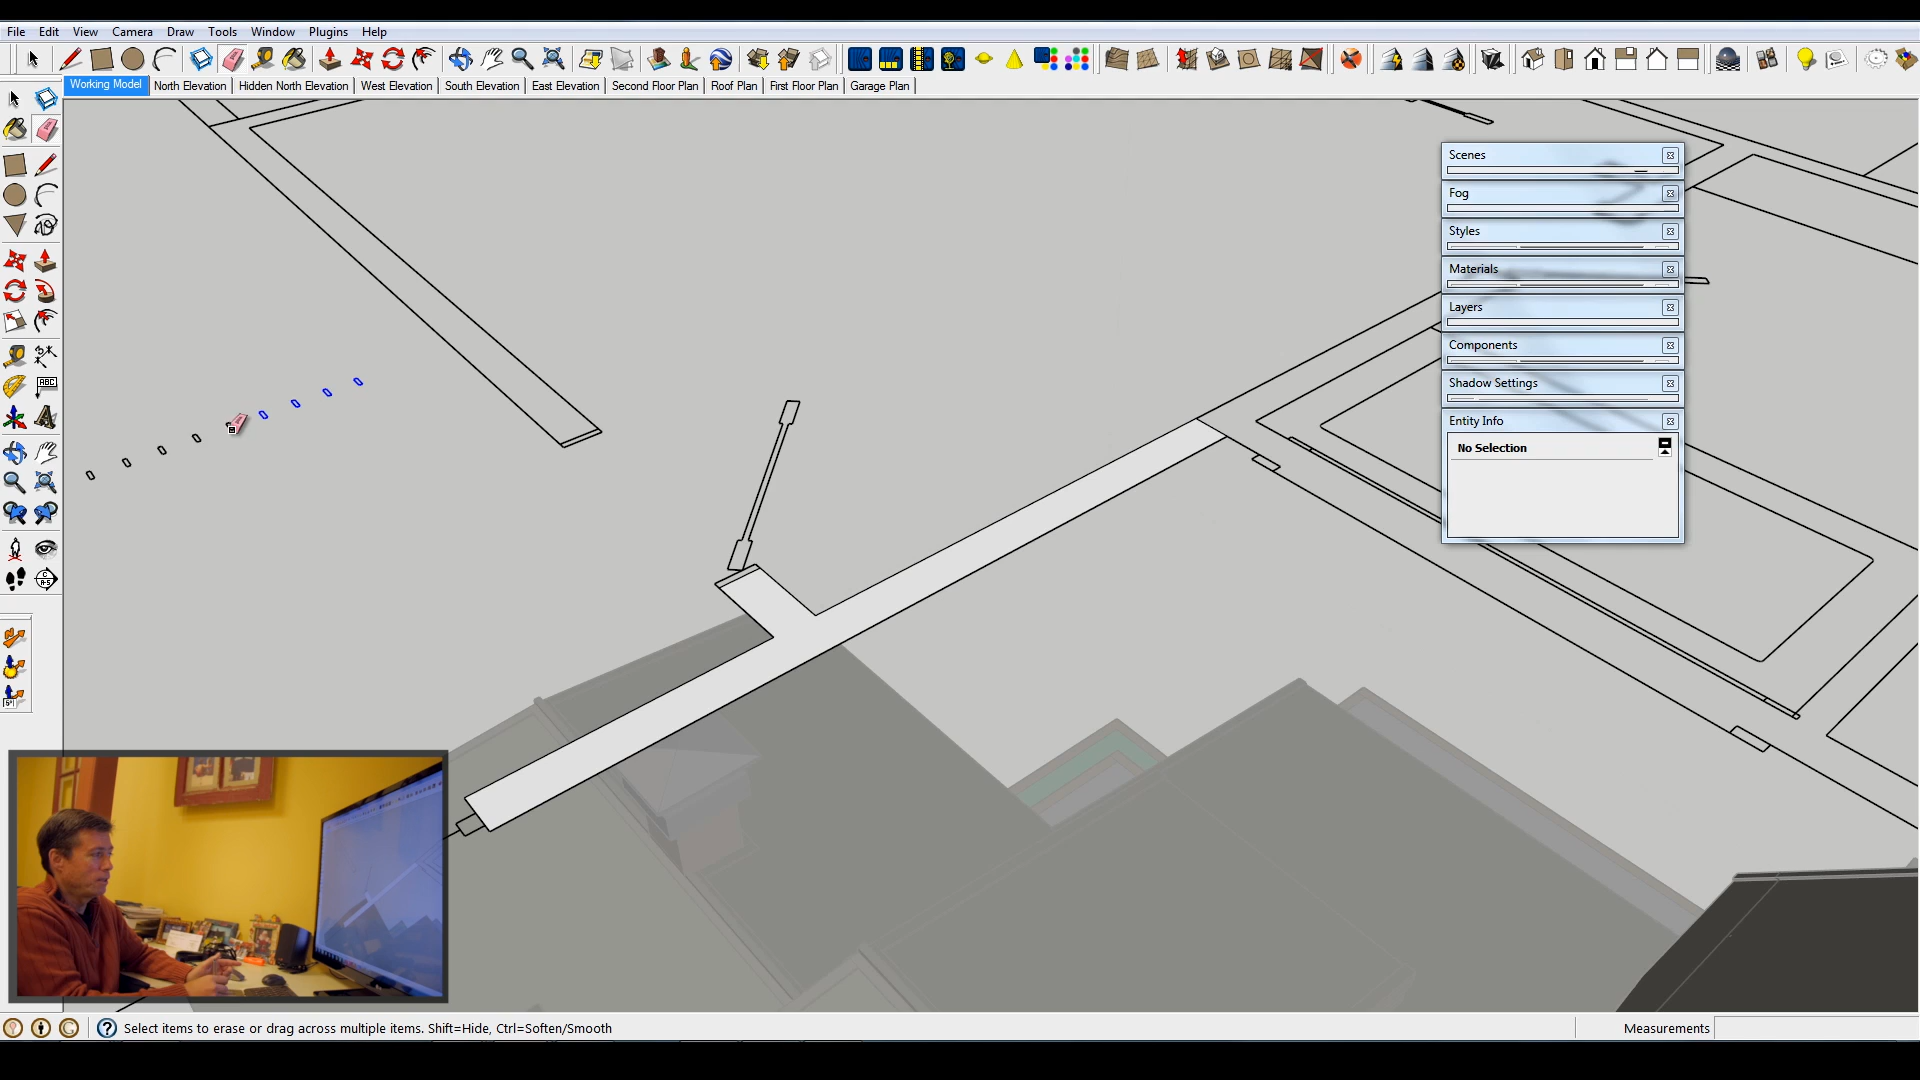 File Edit View Camera Draw Tools Window Plugins Help
Working Model North Elevation Hidden North Elevation West Elevation South Elevation East Elevation Second Floor Plan Roof Plan First Floor Plan Garage Plan
Scenes
Fog
Styles
Materials
Layers
Components
Shadow Settings
Entity Info
No Selection
ABC
Select items to erase or drag across multiple items. Shift=Hide, Ctrl=Soften/Smooth
Measurements